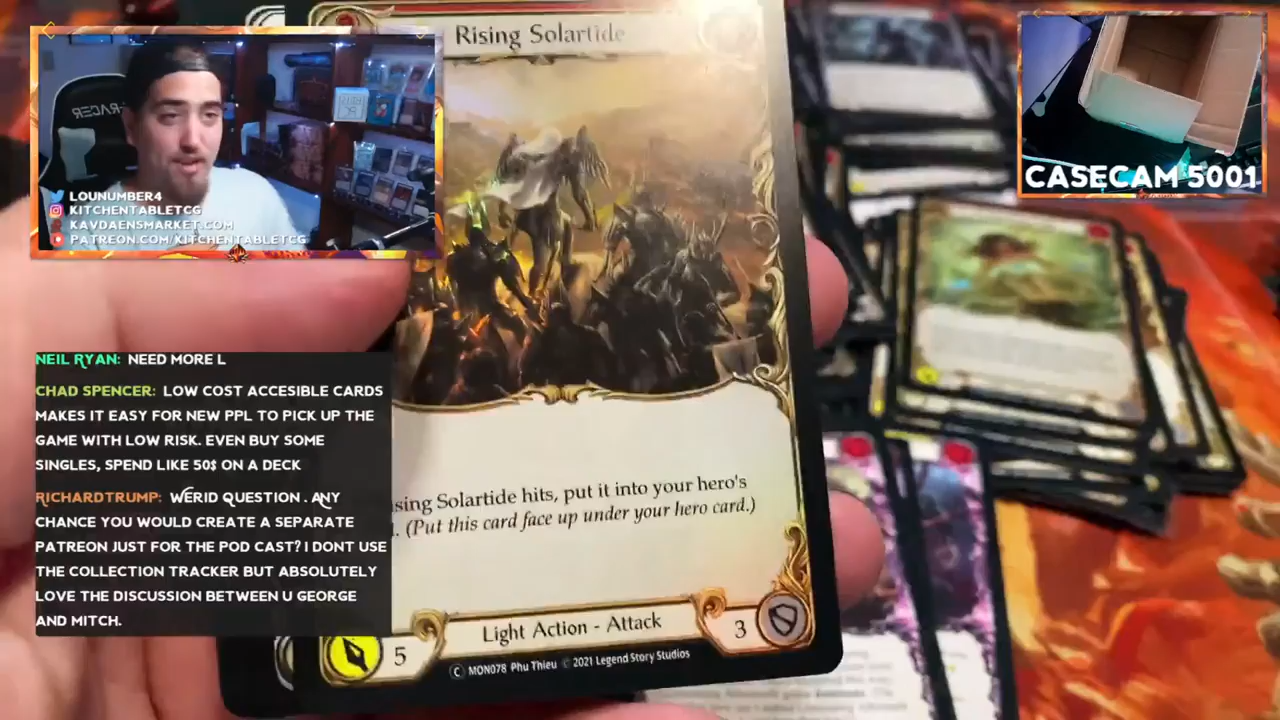 Rising Solartide
LOUNUMBER4
KITCHENTABLETCG
KAVDAENSMARKET.COM
PATREON.COM/KITCHENTABLETCG
CASECAM 5001
NEIL RYAN: NEED MORE L
CHAD SPENCER: LOW COST ACCESIBLE CARDS
MAKES IT EASY FOR NEW PPL TO PICK UP THE
GAME WITH LOW RISK. EVEN BUY SOME
SINGLES, SPEND LIKE 50$ ON A DECK
RICHARDTRUMP: WERID QUESTION . ANY
CHANCE YOU WOULD CREATE A SEPARATE
PATREON JUST FOR THE POD CAST? I DONT USE
THE COLLECTION TRACKER BUT ABSOLUTELY
LOVE THE DISCUSSION BETWEEN U GEORGE
AND MITCH.
ising Solartide hits, put it into your hero's
. (Put this card face up under your hero card.)
5
Light Action - Attack
3
C MON078 Phu Thieu © 2021 Legend Story Studios